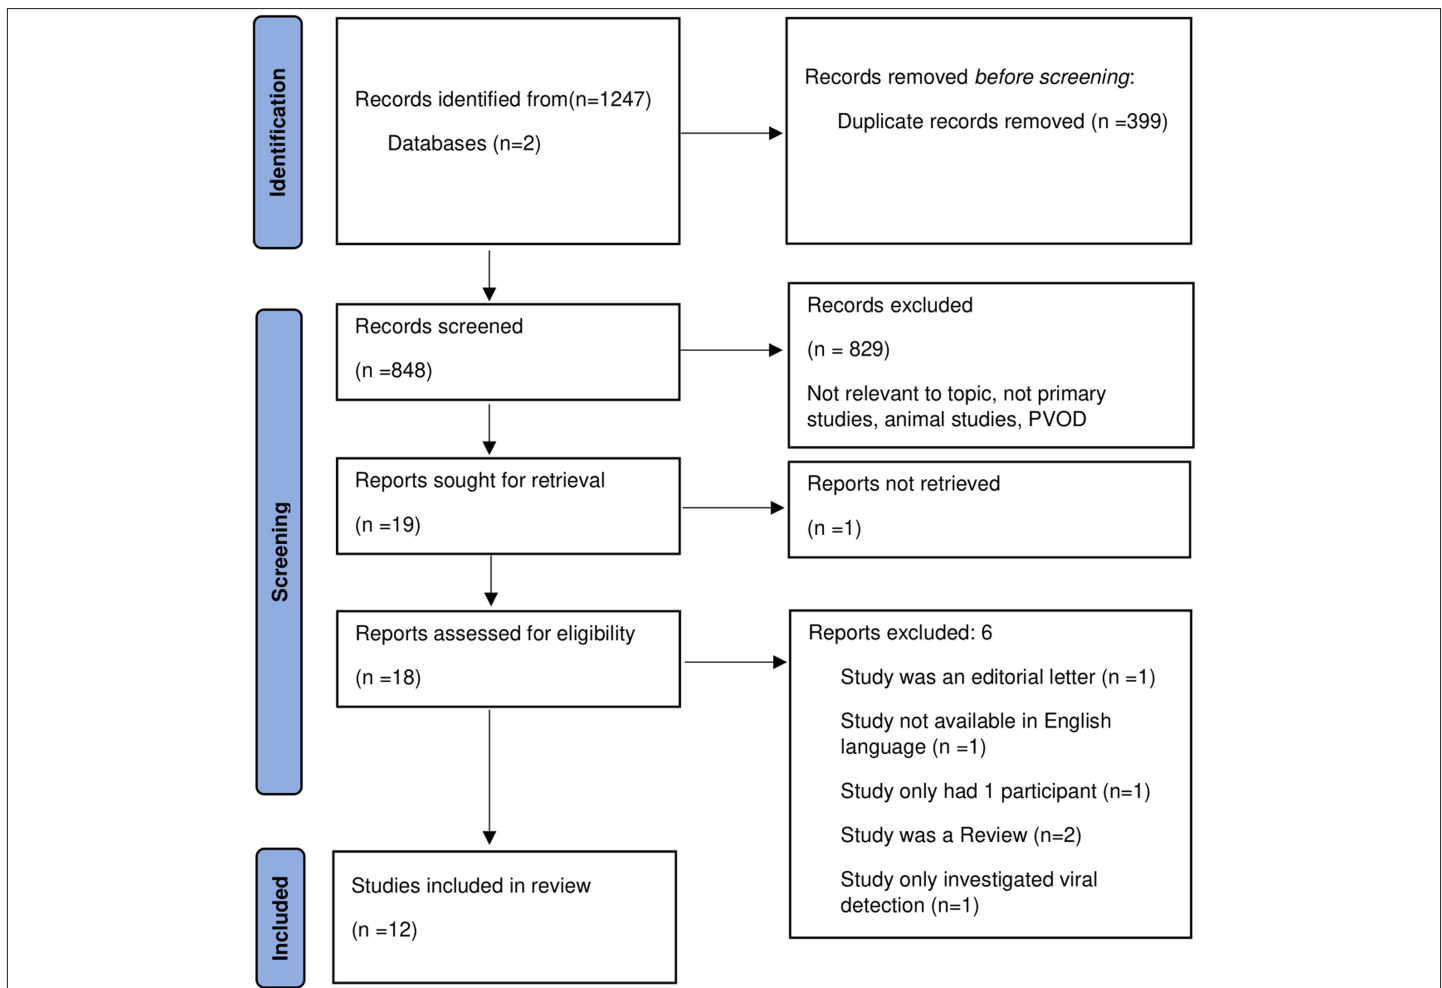 Identification
Records identified from(n=1247)
Databases (n=2)
Records removed before screening:
Duplicate records removed (n =399)
Screening
Records screened
(n =848)
Records excluded
(n = 829)
Not relevant to topic, not primary
studies, animal studies, PVOD
Reports sought for retrieval
(n =19)
Reports not retrieved
(n =1)
Reports assessed for eligibility
(n =18)
Reports excluded: 6
Study was an editorial letter (n =1)
Study not available in English
language (n =1)
Study only had 1 participant (n=1)
Study was a Review (n=2)
Study only investigated viral
detection (n=1)
Included
Studies included in review
(n =12)